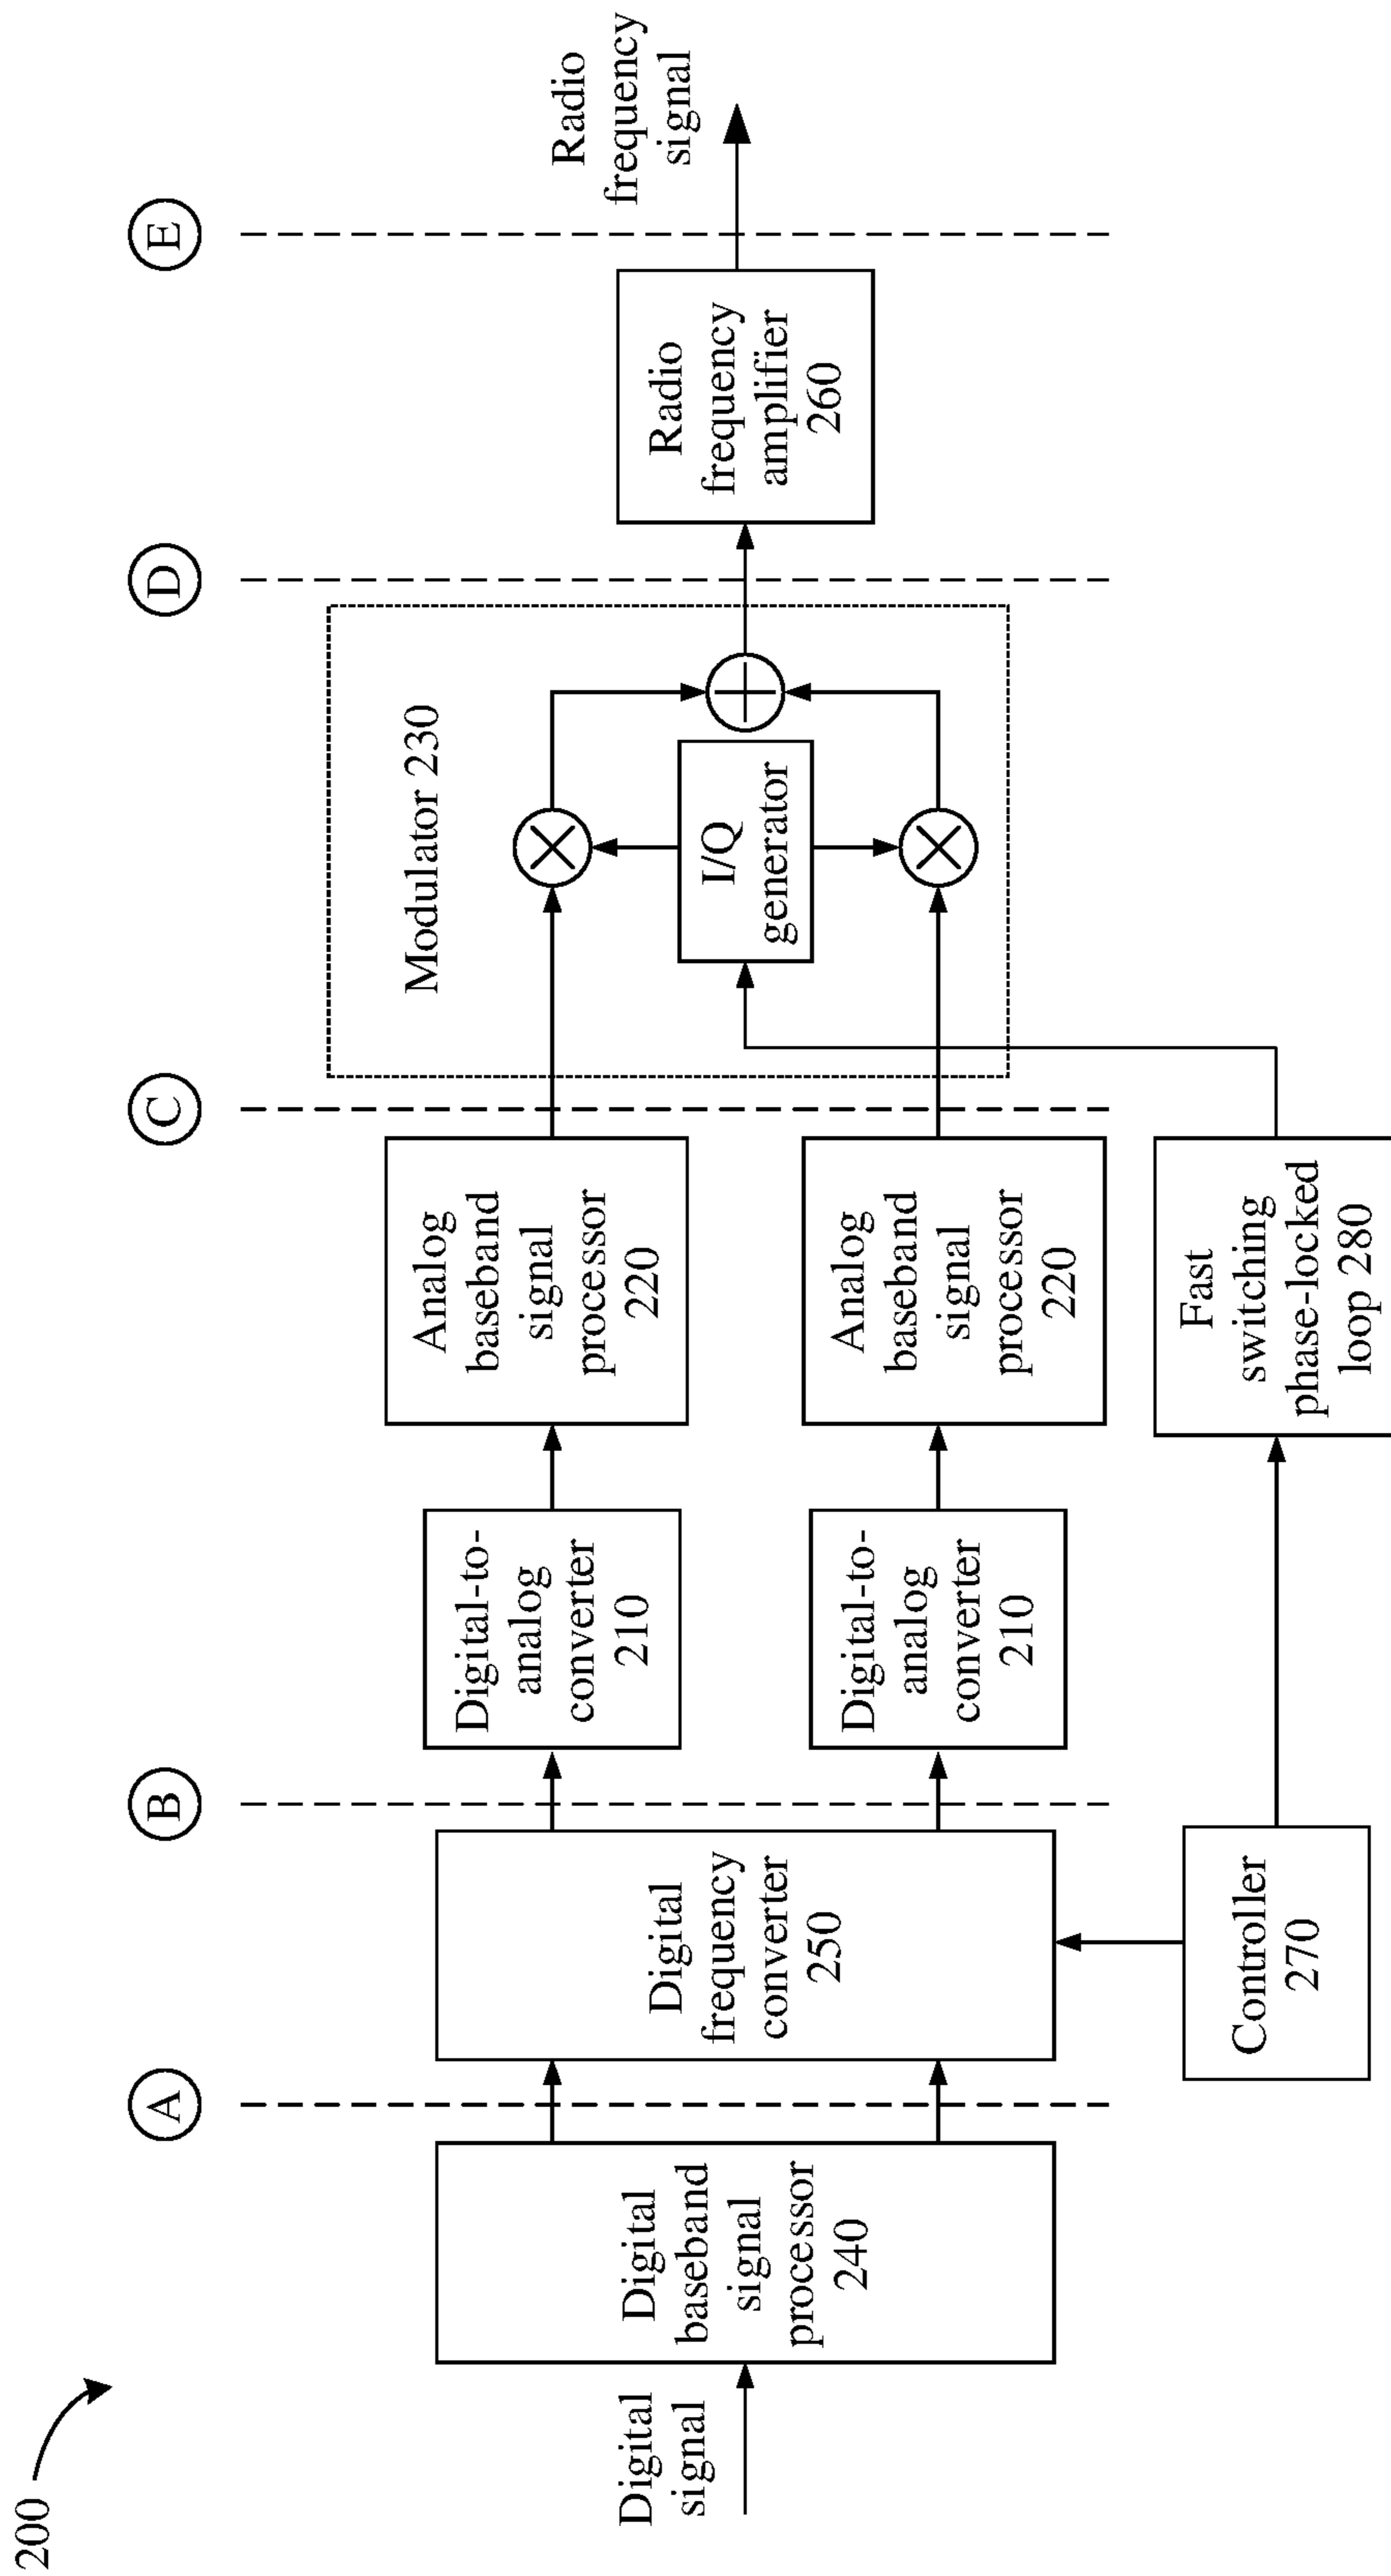 200
A
B
C
D
E
Digital
signal
Digital
baseband
signal
processor
240
Digital
frequency
converter
250
Digital-to-
analog
converter
210
Analog
baseband
signal
processor
220
Modulator 230
I/Q
generator
Radio
frequency
amplifier
260
Radio
frequency
signal
Digital-to-
analog
converter
210
Analog
baseband
signal
processor
220
Controller
270
Fast
switching
phase-locked
loop 280